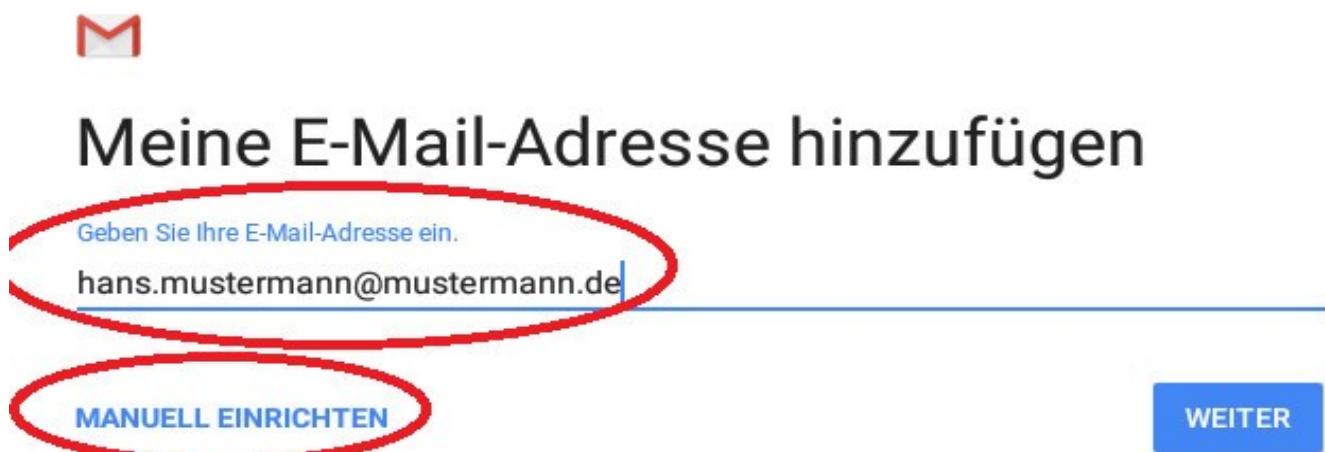 Meine E-Mail-Adresse hinzufügen
Geben Sie Ihre E-Mail-Adresse ein.
hans.mustermann@mustermann.de
MANUELL EINRICHTEN
WEITER